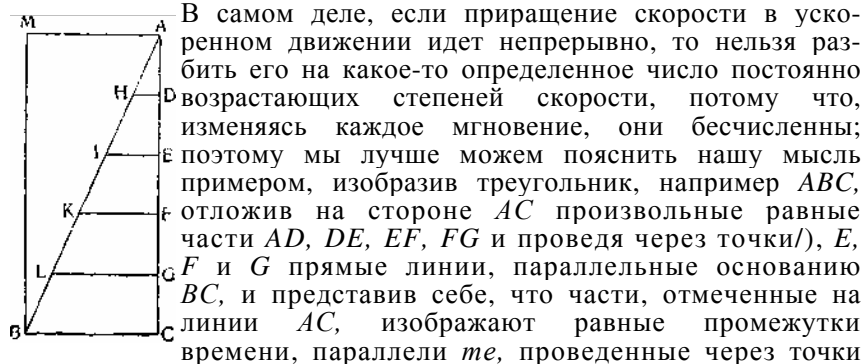 M A
H D
I E
K F
L G
B C
В самом деле, если приращение скорости в уско-
ренном движении идет непрерывно, то нельзя раз-
бить его на какое-то определенное число постоянно
возрастающих степеней скорости, потому что,
изменяясь каждое мгновение, они бесчисленны;
поэтому мы лучше можем пояснить нашу мысль
примером, изобразив треугольник, например ABC,
отложив на стороне AC произвольные равные
части AD, DE, EF, FG и проведя через точки/), E,
F и G прямые линии, параллельные основанию
BC, и представив себе, что части, отмеченные на
линии AC, изображают равные промежутки
времени, параллели те, проведенные через точки